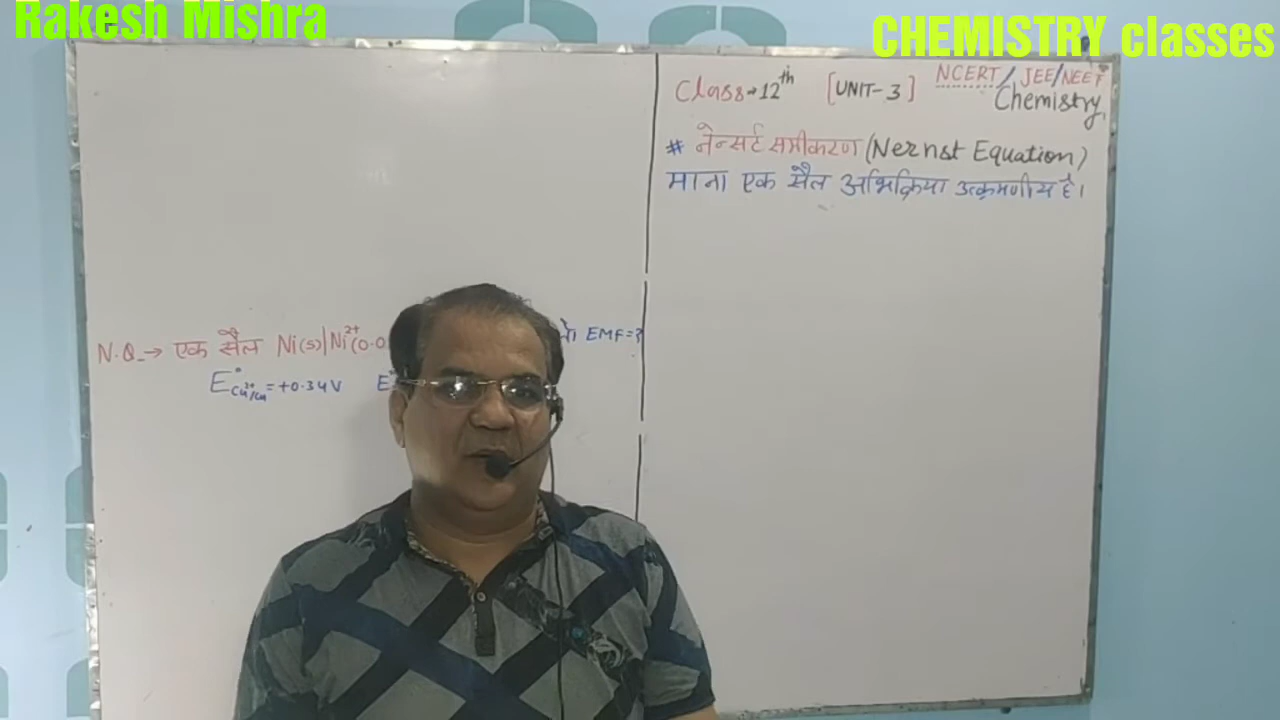 Rakesh Mishra
CHEMISTRY classes
Class → 12th [UNIT-3] NCERT/JEE/NEET
Chemistry,
# नेन्सर्ट समीकरण (Nernst Equation)
माना एक सैल अभिक्रिया उत्क्रमणीय है।
N.Q. → एक सैल Ni(s)|Ni2+(0.0 EMF=?
E°Cu2+/Cu = +0.34V E°